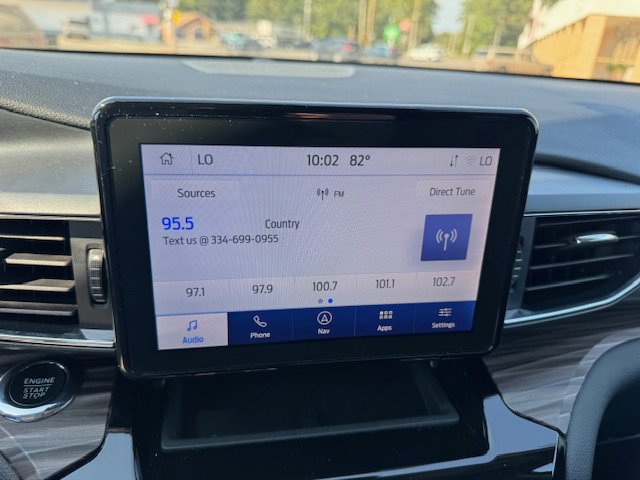 LO 10:02 82° LO
Sources FM Direct Tune
95.5 Country
Text us @ 334-699-0955
97.1 97.9 100.7 101.1 102.7
Audio Phone Nav Apps Settings
ENGINE
START
STOP